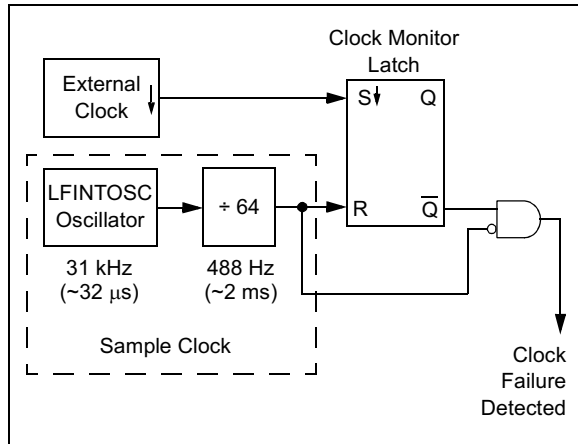 Clock Monitor
Latch
External
Clock
S
Q
LFINTOSC
Oscillator
÷ 64
R
Q̅
31 kHz
(~32 μs)
488 Hz
(~2 ms)
Sample Clock
Clock
Failure
Detected